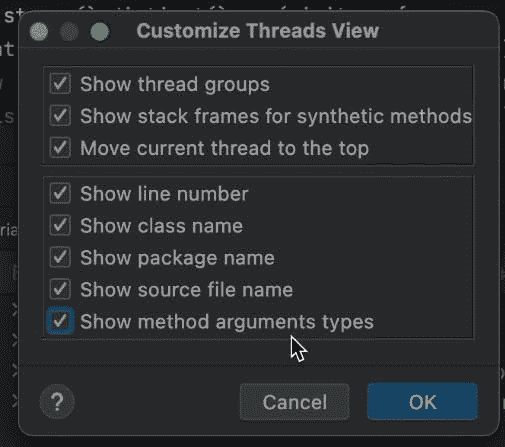 Customize Threads View
Show thread groups
Show stack frames for synthetic methods
Move current thread to the top
Show line number
Show class name
Show package name
Show source file name
Show method arguments types
?
Cancel
OK